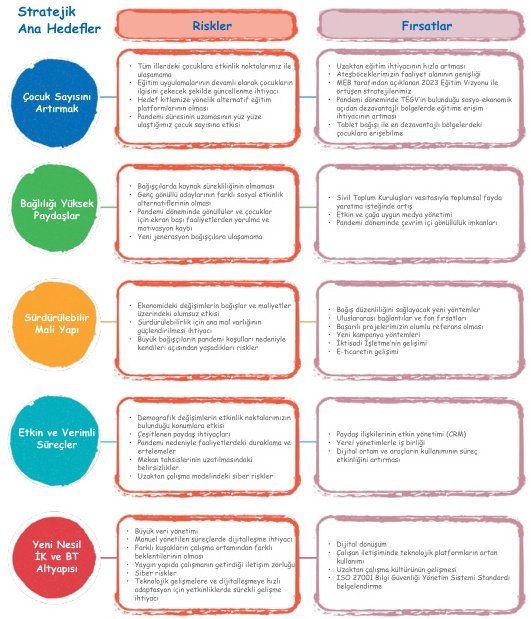 Stratejik
Ana Hedefler
Riskler
Fırsatlar
Çocuk Sayısını
Artırmak
• Tüm illerdeki çocuklara etkinlik noktalarımız ile
ulaşamama
• Eğitim uygulamalarının devamlı olarak çocukların
ilgisini çekecek şekilde güncellenme ihtiyacı
• Hedef kitlemize yönelik alternatif eğitim
platformlarının olması
• Pandemi süresinin uzamasının yüz yüze
ulaştığımız çocuk sayısına etkisi
• Uzaktan eğitim ihtiyacının hızla artması
• Ateşböceklerimizin faaliyet alanının genişliği
• MEB tarafından açıklanan 2023 Eğitim Vizyonu ile
örtüşen stratejilerimiz
• Pandemi döneminde TEGV'in bulunduğu sosyo-ekonomik
açıdan dezavantajlı bölgelerde eğitime erişim
ihtiyacının artması
• Tablet bağışı ile en dezavantajlı bölgelerdeki
çocuklara erişebilme
Bağlılığı Yüksek
Paydaşlar
• Bağışçılarda kaynak sürekliliğinin olmaması
• Genç gönüllü adaylarının farklı sosyal etkinlik
alternatiflerinin olması
• Pandemi döneminde gönüllüler ve çocuklar
için ekran başı faaliyetlerden yorulma ve
motivasyon kaybı
• Yeni jenerasyon bağışçılara ulaşamama
• Sivil Toplum Kuruluşları vasıtasıyla toplumsal fayda
yaratma isteğinde artış
• Etkin ve çağa uygun medya yönetimi
• Pandemi döneminde çevrim içi gönüllülük imkanları
Sürdürülebilir
Mali Yapı
• Ekonomideki değişimlerin bağışlar ve maliyetler
üzerindeki olumsuz etkisi
• Sürdürülebilirlik için ana mal varlığının
güçlendirilmesi ihtiyacı
• Büyük bağışçıların pandemi koşulları nedeniyle
kendileri açısından yaşadıkları riskler
• Bağış düzenliliğini sağlayacak yeni yöntemler
• Uluslararası bağlantılar ve fon fırsatları
• Başarılı projelerimizin olumlu referans olması
• Yeni kampanya yöntemleri
• İktisadi İşletme'nin gelişimi
• E-ticaretin gelişimi
Etkin ve Verimli
Süreçler
• Demografik değişimlerin etkinlik noktalarımızın
bulunduğu konumlara etkisi
• Çeşitlenen paydaş ihtiyaçları
• Pandemi nedeniyle faaliyetlerdeki duraklama ve
ertelemeler
• Mekan tahsislerinin uzatılmasındaki
belirsizlikler
• Uzaktan çalışma modelindeki siber riskler
• Paydaş ilişkilerinin etkin yönetimi (CRM)
• Yerel yönetimlerle iş birliği
• Dijital ortam ve araçların kullanımının süreç
etkinliğini artırması
Yeni Nesil
İK ve BT
Altyapısı
• Büyük veri yönetimi
• Manuel yönetilen süreçlerde dijitalleşme ihtiyacı
• Farklı kuşakların çalışma ortamından farklı
beklentilerinin olması
• Yaygın yapıda çalışmanın getirdiği iletişim zorluğu
• Siber riskler
• Teknolojik gelişmelere ve dijitalleşmeye hızlı
adaptasyon için yetkinliklerde sürekli gelişme
ihtiyacı
• Dijital dönüşüm
• Çalışan iletişiminde teknolojik platformların artan
kullanımı
• Uzaktan çalışma kültürünün gelişmesi
• ISO 27001 Bilgi Güvenliği Yönetim Sistemi Standardı
belgelendirme